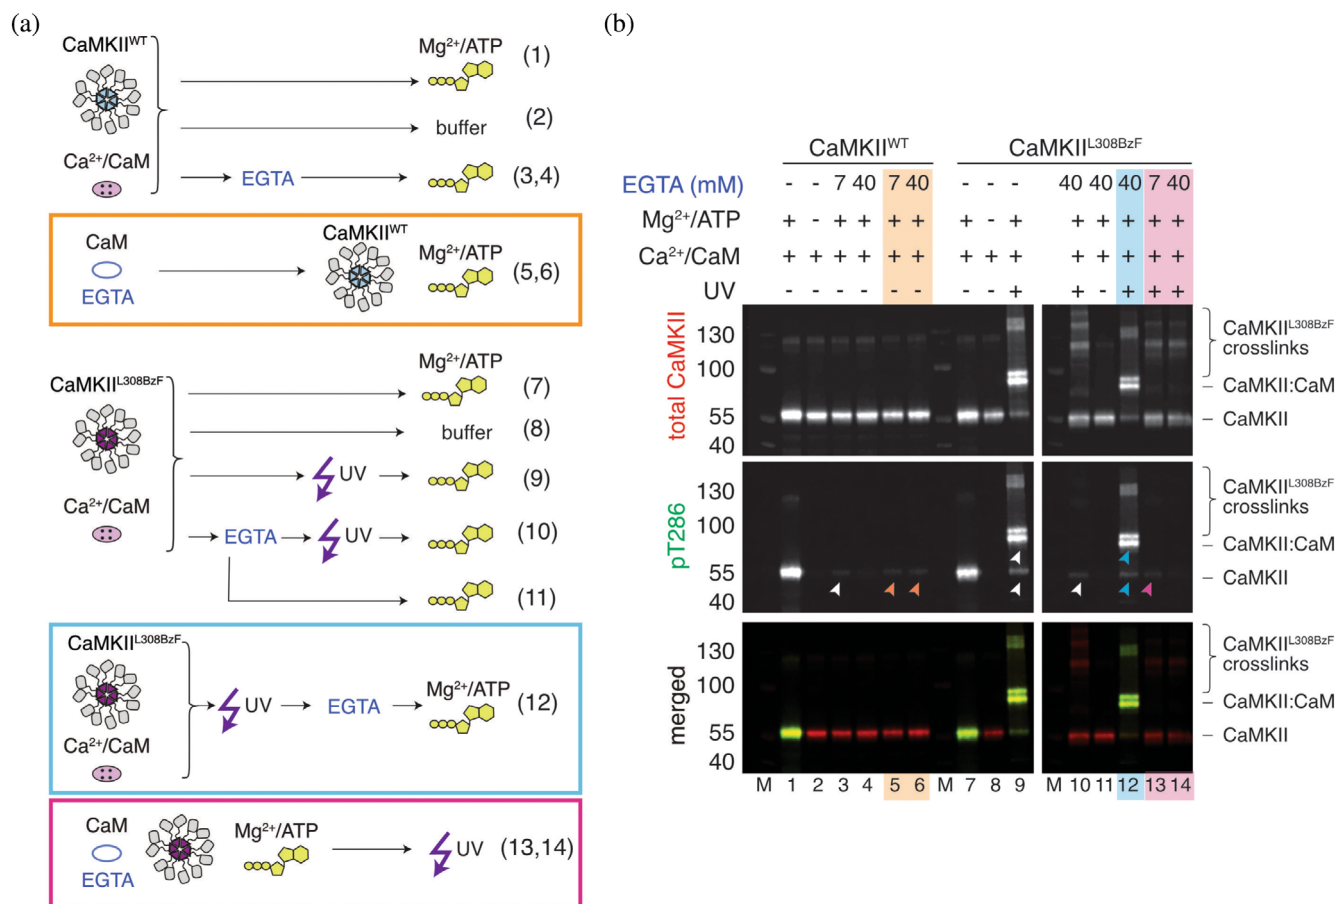 (a)
CaMKII^WT
Mg²⁺/ATP
(1)
buffer
(2)
Ca²⁺/CaM
EGTA
(3,4)
CaM
EGTA
CaMKII^WT
Mg²⁺/ATP
(5,6)
CaMKII^L308BzF
Mg²⁺/ATP
(7)
buffer
(8)
UV
(9)
Ca²⁺/CaM
EGTA
UV
(10)
(11)
CaMKII^L308BzF
UV
EGTA
Mg²⁺/ATP
(12)
Ca²⁺/CaM
CaM
EGTA
Mg²⁺/ATP
UV
(13,14)
(b)
CaMKII^WT CaMKII^L308BzF
EGTA (mM) - - 7 40 7 40 - - - 40 40 40 7 40
Mg²⁺/ATP + - + + + + + - + + + + + +
Ca²⁺/CaM + + + + + + + + + + + + + +
UV - - - - - - - - + + - + + +
total CaMKII
130
100
55
40
CaMKII^L308BzF
crosslinks
CaMKII:CaM
CaMKII
pT286
130
100
55
40
CaMKII^L308BzF
crosslinks
CaMKII:CaM
CaMKII
merged
130
100
55
40
CaMKII^L308BzF
crosslinks
CaMKII:CaM
CaMKII
M 1 2 3 4 5 6 M 7 8 9 M 10 11 12 13 14